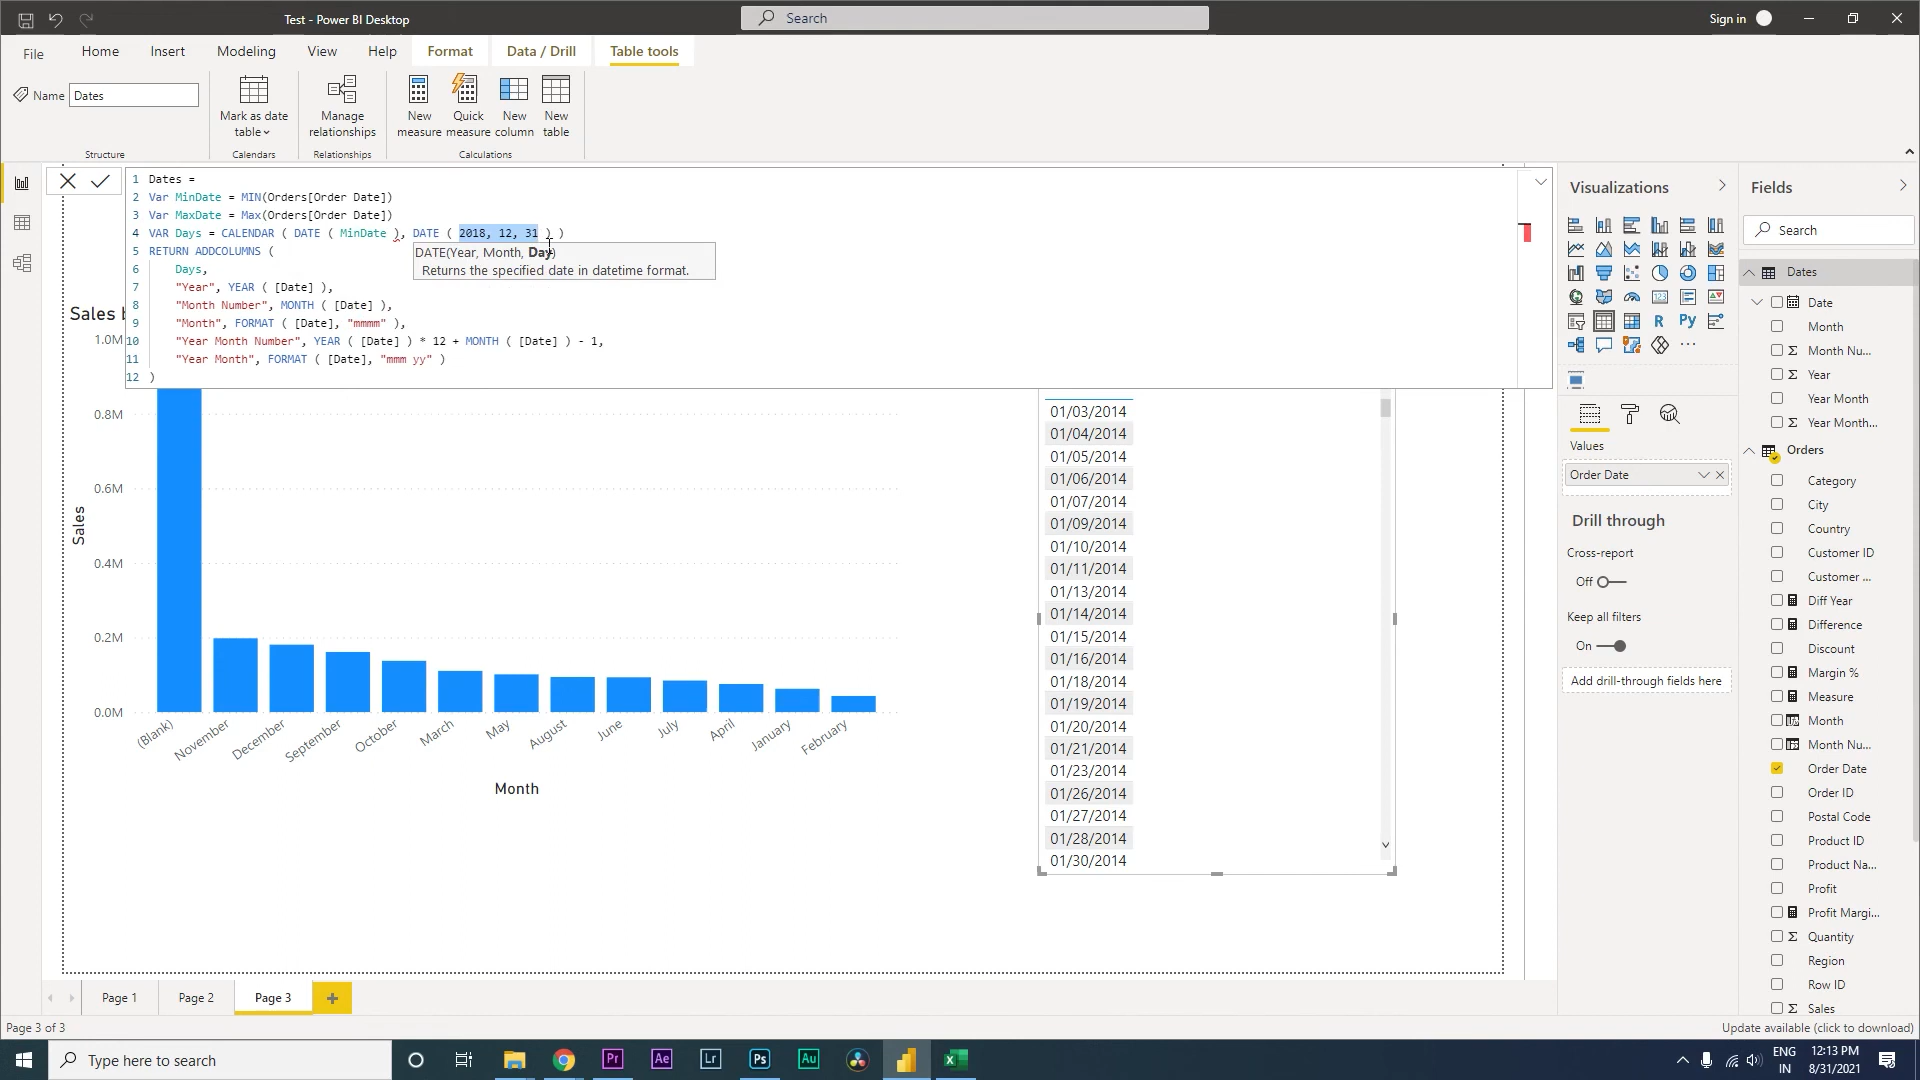 Test - Power BI Desktop
Search
Sign in
File
Home
Insert
Modeling
View
Help
Format
Data / Drill
Table tools
Name
Dates
Mark as date
table
Manage
relationships
New
measure
Quick
measure
New
column
New
table
Structure
Calendars
Relationships
Calculations
1 Dates =
2 Var MinDate = MIN(Orders[Order Date])
3 Var MaxDate = Max(Orders[Order Date])
4 VAR Days = CALENDAR ( DATE ( MinDate ), DATE ( 2018, 12, 31 ) )
5 RETURN ADDCOLUMNS (
6 Days,
7 "Year", YEAR ( [Date] ),
8 "Month Number", MONTH ( [Date] ),
9 "Month", FORMAT ( [Date], "mmmm" ),
10 "Year Month Number", YEAR ( [Date] ) * 12 + MONTH ( [Date] ) - 1,
11 "Year Month", FORMAT ( [Date], "mmm yy" )
12 )
DATE(Year, Month, Day)
Returns the specified date in datetime format.
Sales b
1.0M
0.8M
0.6M
0.4M
0.2M
0.0M
Sales
(Blank)
November
December
September
October
March
May
August
June
July
April
January
February
Month
01/03/2014
01/04/2014
01/05/2014
01/06/2014
01/07/2014
01/09/2014
01/10/2014
01/11/2014
01/13/2014
01/14/2014
01/15/2014
01/16/2014
01/18/2014
01/19/2014
01/20/2014
01/21/2014
01/23/2014
01/26/2014
01/27/2014
01/28/2014
01/30/2014
Visualizations
123
R
Py
Values
Order Date
Drill through
Cross-report
Off
Keep all filters
On
Add drill-through fields here
Fields
Search
Dates
Date
Month
Σ Month Nu...
Σ Year
Year Month
Σ Year Month...
Orders
Category
City
Country
Customer ID
Customer ...
Diff Year
Difference
Discount
Margin %
Measure
Month
Month Nu...
Order Date
Order ID
Postal Code
Product ID
Product Na...
Profit
Profit Margi...
Σ Quantity
Region
Row ID
Σ Sales
Page 1
Page 2
Page 3
Page 3 of 3
Update available (click to download)
Type here to search
Pr
Ae
Lr
Ps
Au
ENG
IN
12:13 PM
8/31/2021